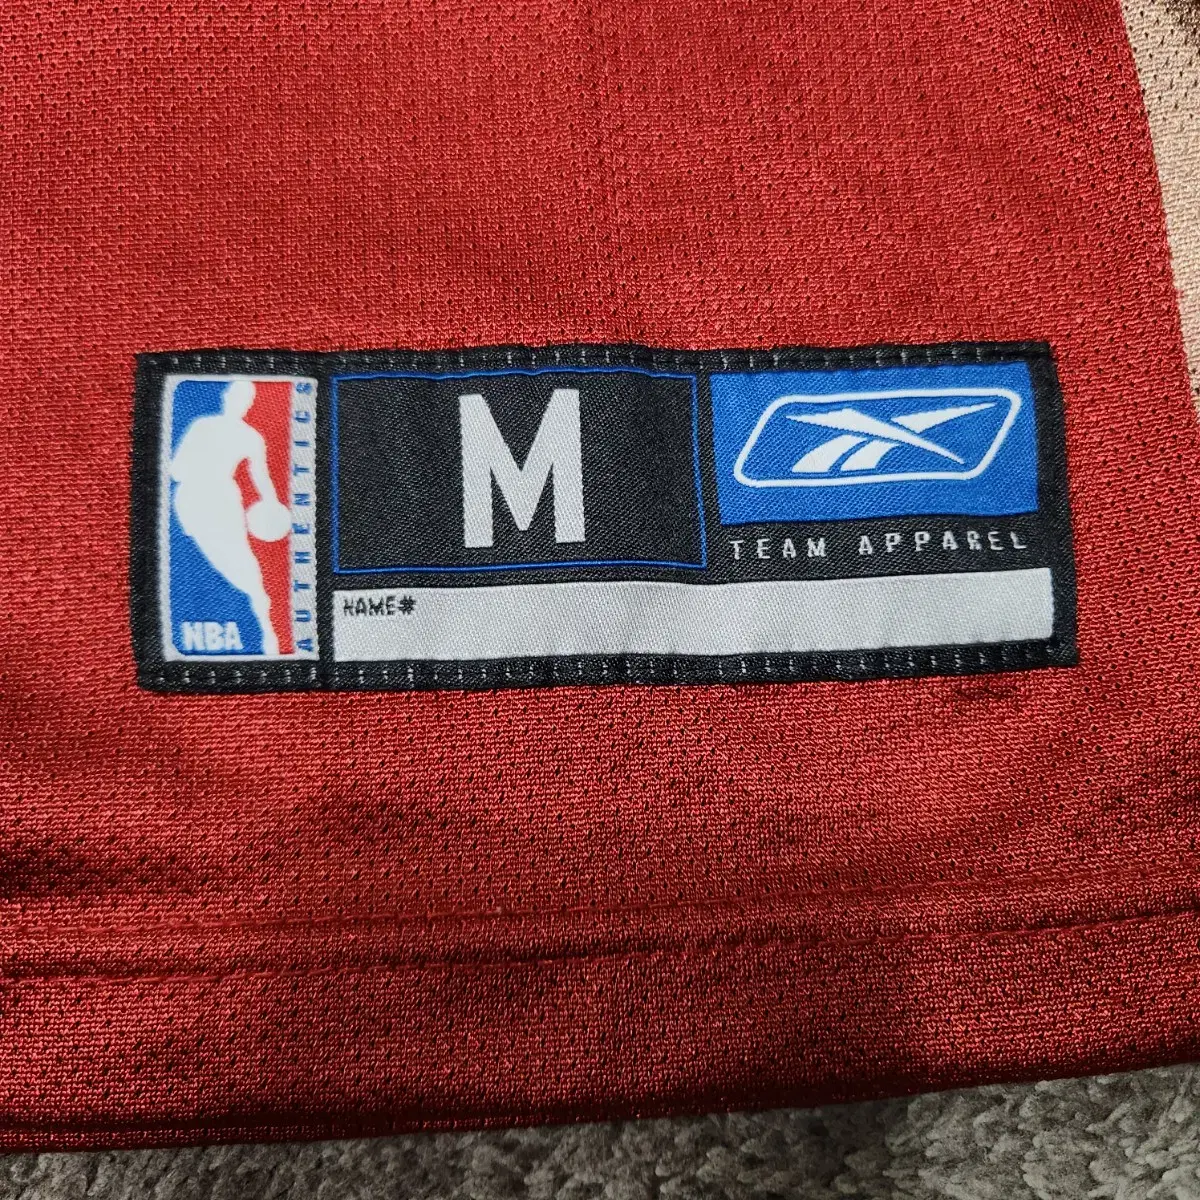 NBA
AUTHENTICS
M
TEAM APPAREL
NAME#